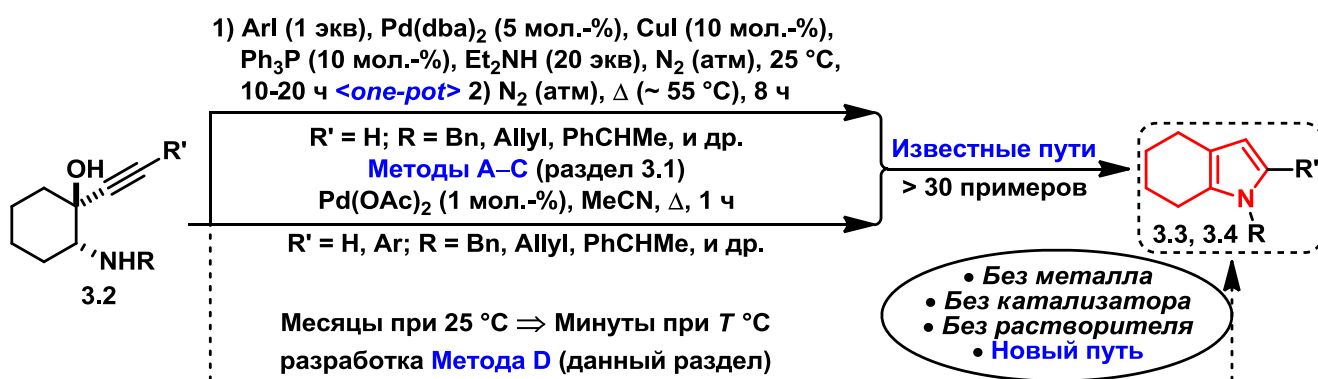 1) ArI (1 экв), Pd(dba)₂ (5 мол.-%), CuI (10 мол.-%),
Ph₃P (10 мол.-%), Et₂NH (20 экв), N₂ (атм), 25 °C,
10-20 ч <one-pot> 2) N₂ (атм), Δ (~ 55 °C), 8 ч
R' = H; R = Bn, Allyl, PhCHMe, и др.
Методы A–C (раздел 3.1)
Pd(OAc)₂ (1 мол.-%), MeCN, Δ, 1 ч
R' = H, Ar; R = Bn, Allyl, PhCHMe, и др.
Месяцы при 25 °C ⇒ Минуты при T °C
разработка Метода D (данный раздел)
R'
OH
NHR
3.2
Известные пути
> 30 примеров
R'
N
3.3, 3.4 R
• Без металла
• Без катализатора
• Без растворителя
• Новый путь